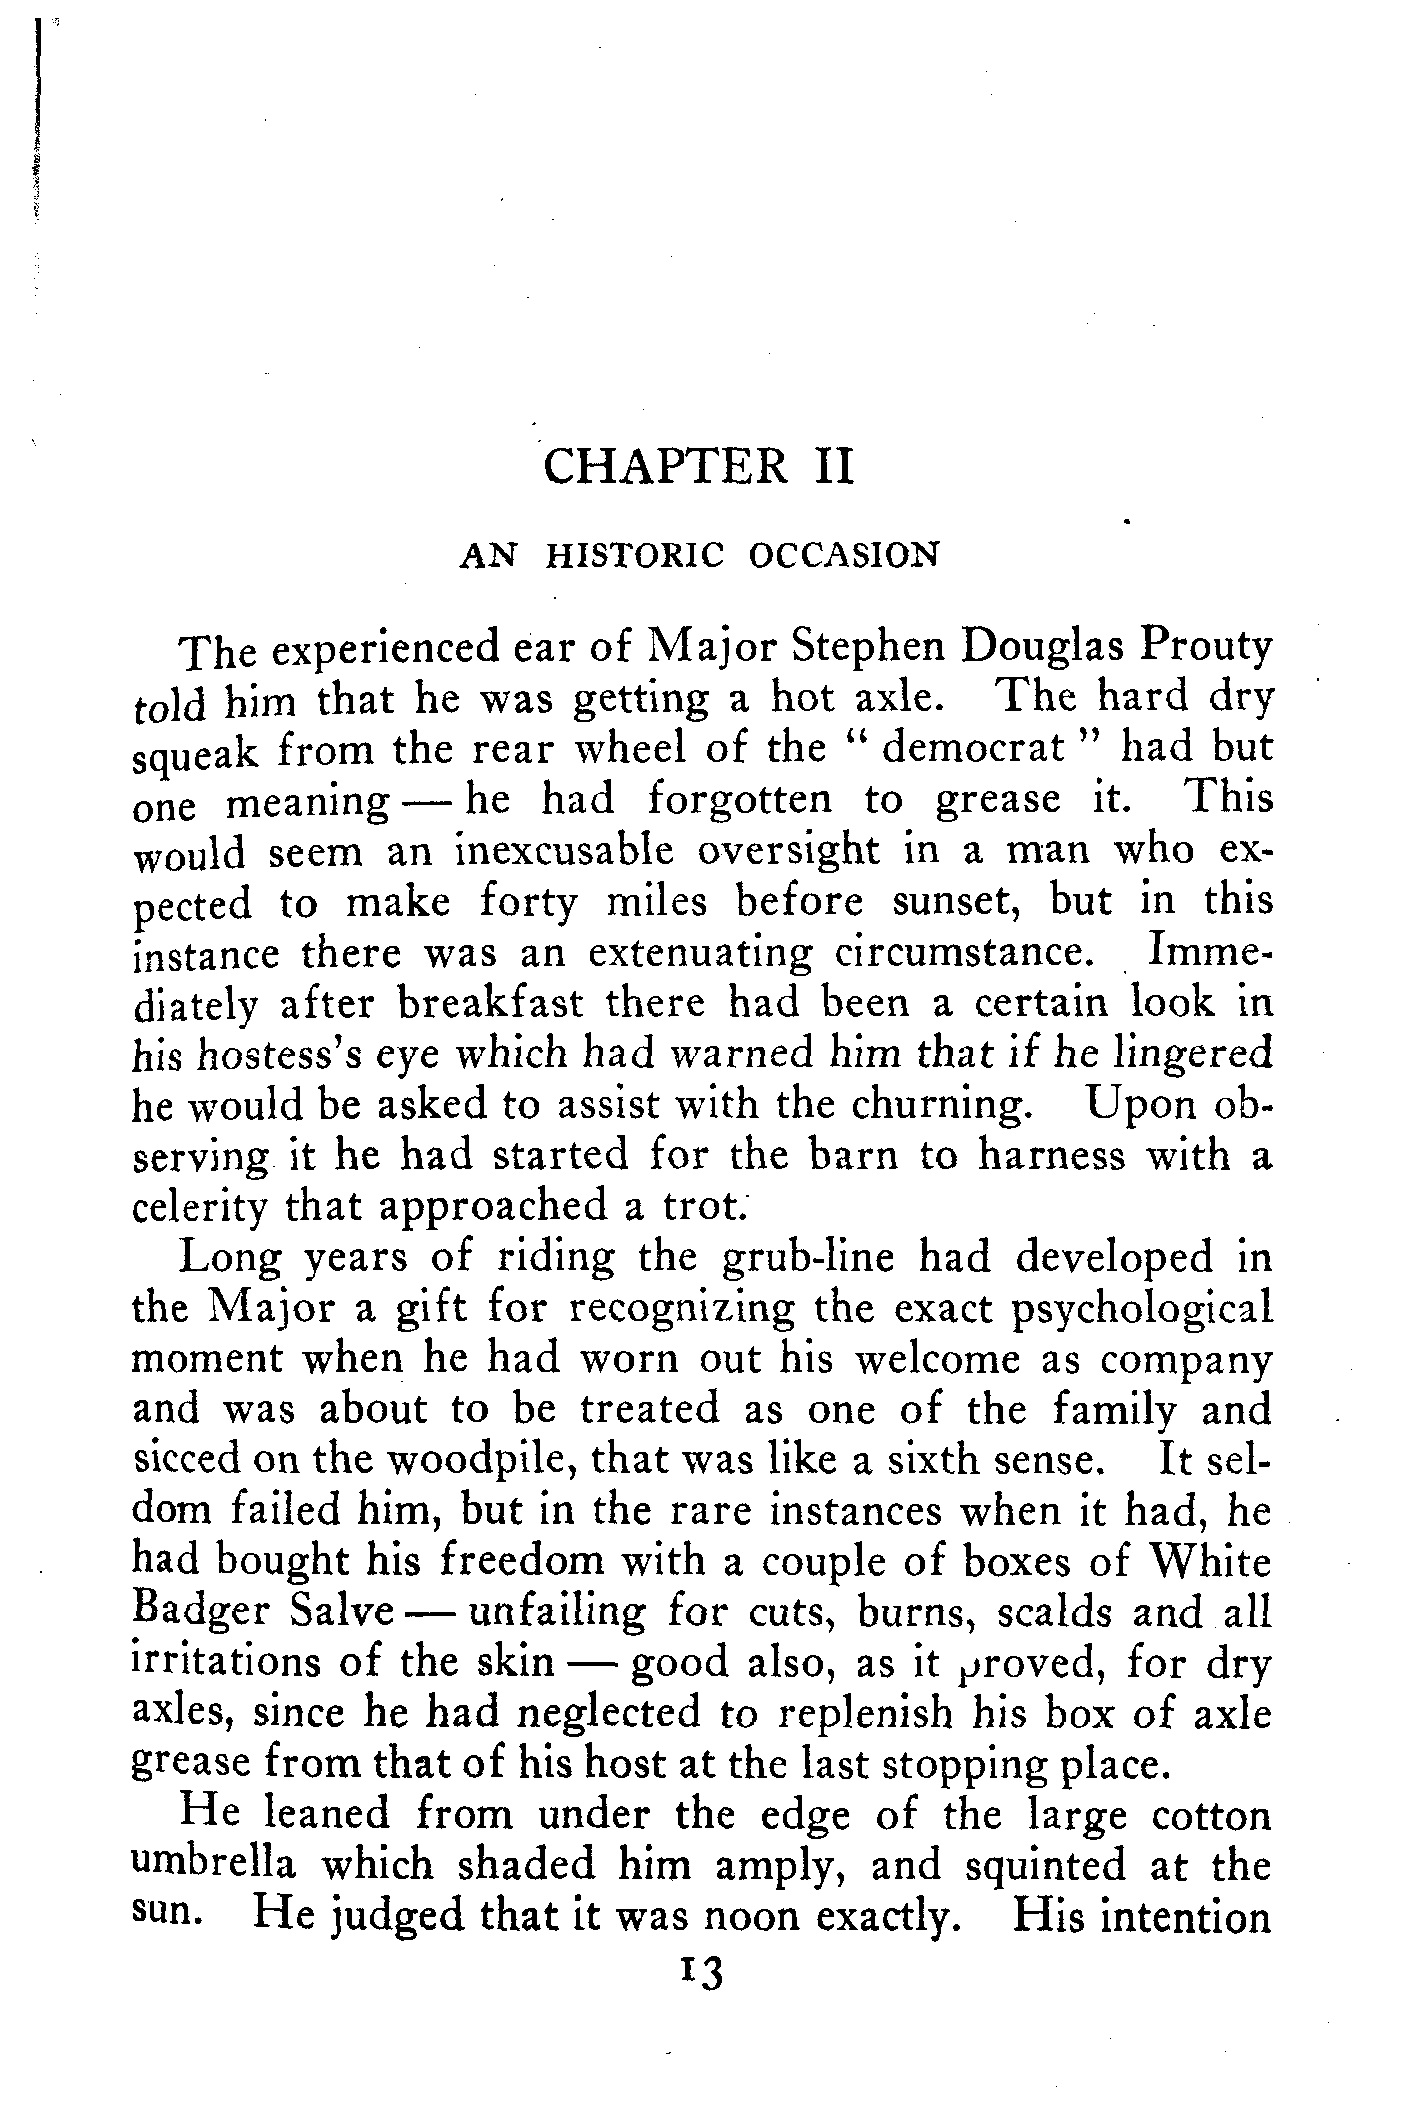 CHAPTER II
AN HISTORIC OCCASION
The experienced ear of Major Stephen Douglas Prouty
told him that he was getting a hot axle. The hard dry
squeak from the rear wheel of the “ democrat ” had but
one meaning — he had forgotten to grease it. This
would seem an inexcusable oversight in a man who ex-
pected to make forty miles before sunset, but in this
instance there was an extenuating circumstance. Imme-
diately after breakfast there had been a certain look in
his hostess’s eye which had warned him that if he lingered
he would be asked to assist with the churning. Upon ob-
serving it he had started for the barn to harness with a
celerity that approached a trot.
Long years of riding the grub-line had developed in
the Major a gift for recognizing the exact psychological
moment when he had worn out his welcome as company
and was about to be treated as one of the family and
sicced on the woodpile, that was like a sixth sense. It sel-
dom failed him, but in the rare instances when it had, he
had bought his freedom with a couple of boxes of White
Badger Salve — unfailing for cuts, burns, scalds and all
irritations of the skin — good also, as it proved, for dry
axles, since he had neglected to replenish his box of axle
grease from that of his host at the last stopping place.
He leaned from under the edge of the large cotton
umbrella which shaded him amply, and squinted at the
sun. He judged that it was noon exactly. His intention
13